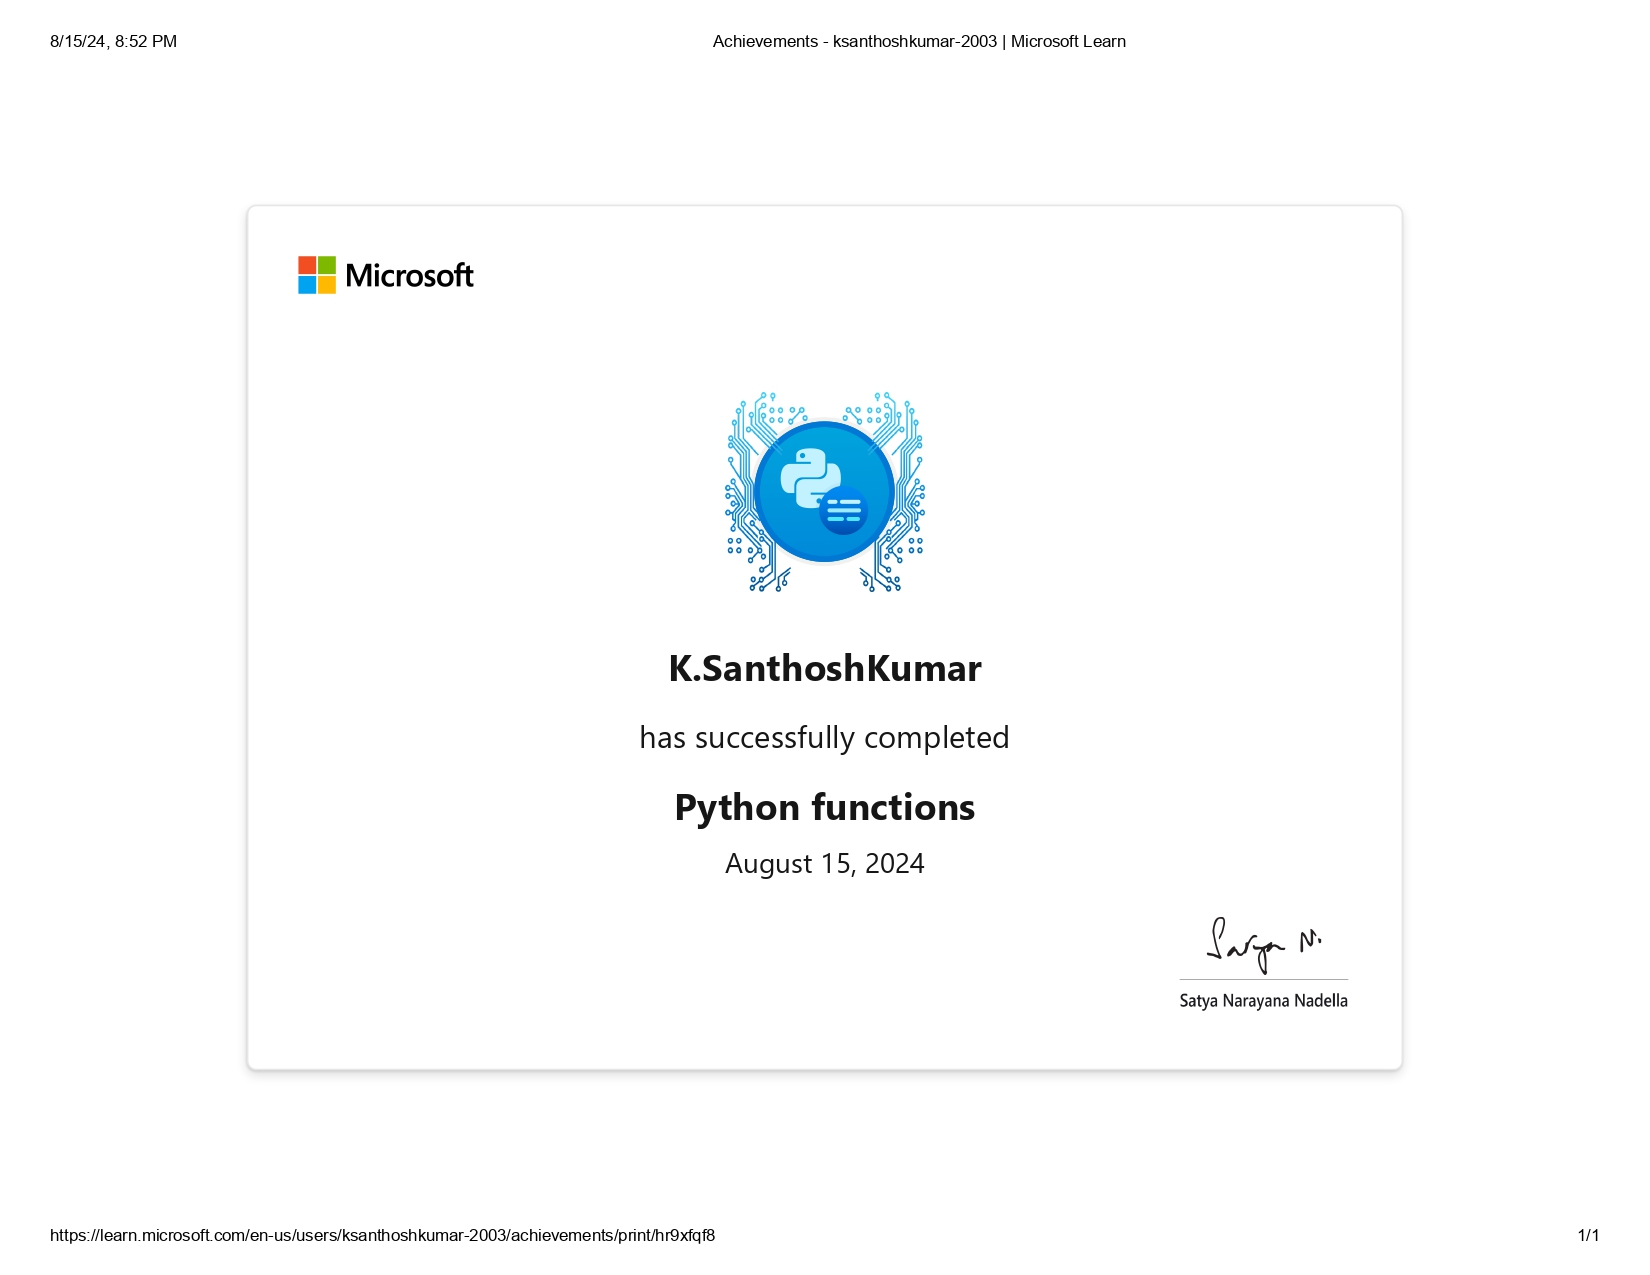 8/15/24, 8:52 PM
Achievements - ksanthoshkumar-2003 | Microsoft Learn
Microsoft
K.SanthoshKumar
has successfully completed
Python functions
August 15, 2024
Satya N.
Satya Narayana Nadella
https://learn.microsoft.com/en-us/users/ksanthoshkumar-2003/achievements/print/hr9xfqf8
1/1